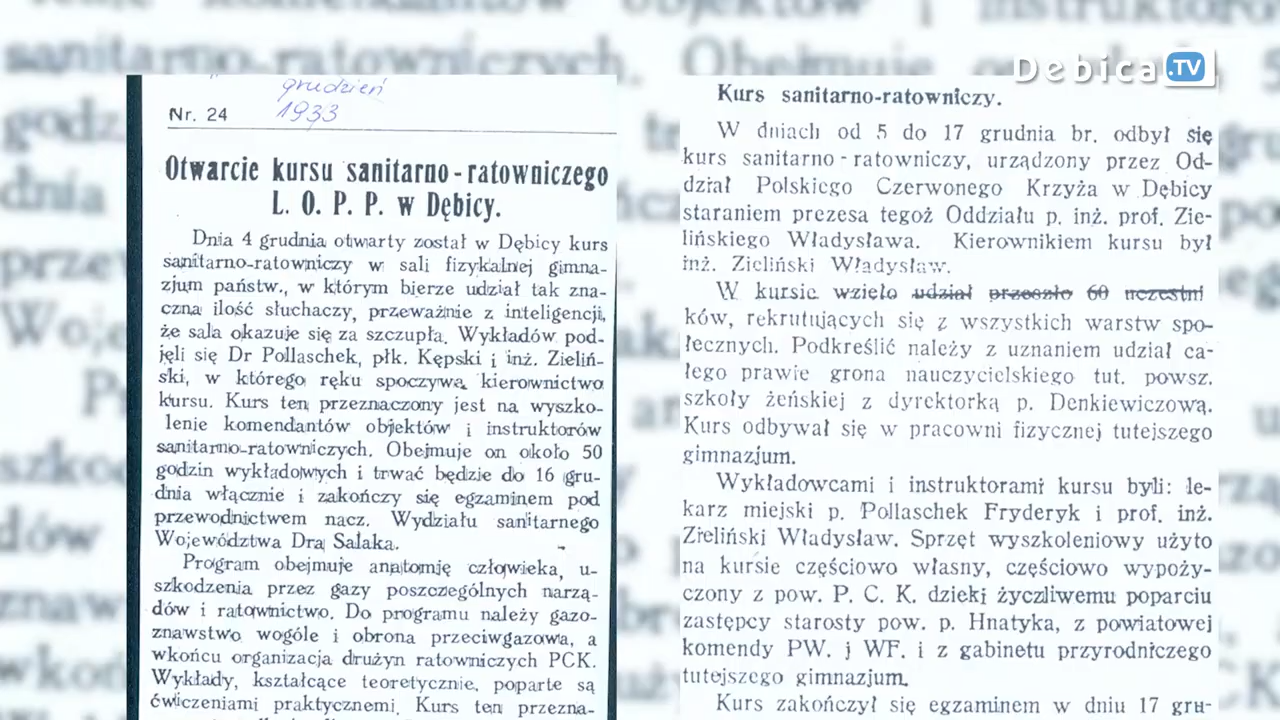 Debica.TV
grudzień
1933
Nr. 24
Otwarcie kursu sanitarno-ratowniczego
L. O. P. P. w Dębicy.
Dnia 4 grudnia otwarty został w Dębicy kurs
sanitarno-ratowniczy w sali fizykalnej gimna-
zjum państw., w którym bierze udział tak zna-
czna ilość słuchaczy, przeważnie z inteligencji,
że sala okazuje się za szczupła. Wykładów pod-
jęli się Dr Pollaschek, płk. Kępski i inż. Zieliń-
ski, w którego ręku spoczywa kierownictwo
kursu. Kurs ten przeznaczony jest na wyszko-
lenie komendantów objektów i instruktorów
sanitarno-ratowniczych. Obejmuje on około 50
godzin wykładowych i trwać będzie do 16 gru-
dnia włącznie i zakończy się egzaminem pod
przewodnictwem nacz. Wydziału sanitarnego
Województwa Dra Salaka.
Program obejmuje anatomję człowieka, u-
szkodzenia przez gazy poszczególnych narzą-
dów i ratownictwo. Do programu należy gazo-
znawstwo wogóle i obrona przeciwgazowa, a
wkońcu organizacja drużyn ratowniczych PCK.
Wykłady, kształcące teoretycznie, poparte są
ćwiczeniami praktycznemi. Kurs ten przezna-
Kurs sanitarno-ratowniczy.
W dniach od 5 do 17 grudnia br. odbył się
kurs sanitarno-ratowniczy, urządzony przez Od-
dział Polskiego Czerwonego Krzyża w Dębicy
staraniem prezesa tegoż Oddziału p. inż. prof. Zie-
lińskiego Władysława. Kierownikiem kursu był
inż. Zieliński Władysław.
W kursie wzięło udział przeszło 60 uczestni
ków, rekrutujących się z wszystkich warstw spo-
łecznych. Podkreślić należy z uznaniem udział ca-
łego prawie grona nauczycielskiego tut. powsz.
szkoły żeńskiej z dyrektorką p. Denkiewiczową.
Kurs odbywał się w pracowni fizycznej tutejszego
gimnazjum.
Wykładowcami i instruktorami kursu byli: le-
karz miejski p. Pollaschek Fryderyk i prof. inż.
Zieliński Władysław. Sprzęt wyszkoleniowy użyto
na kursie częściowo własny, częściowo wypoży-
czony z pow. P. C. K. dzięki życzliwemu poparciu
zastępcy starosty pow. p. Hnatyka, z powiatowej
komendy PW. i WF. i z gabinetu przyrodniczego
tutejszego gimnazjum.
Kurs zakończył się egzaminem w dniu 17 gru-